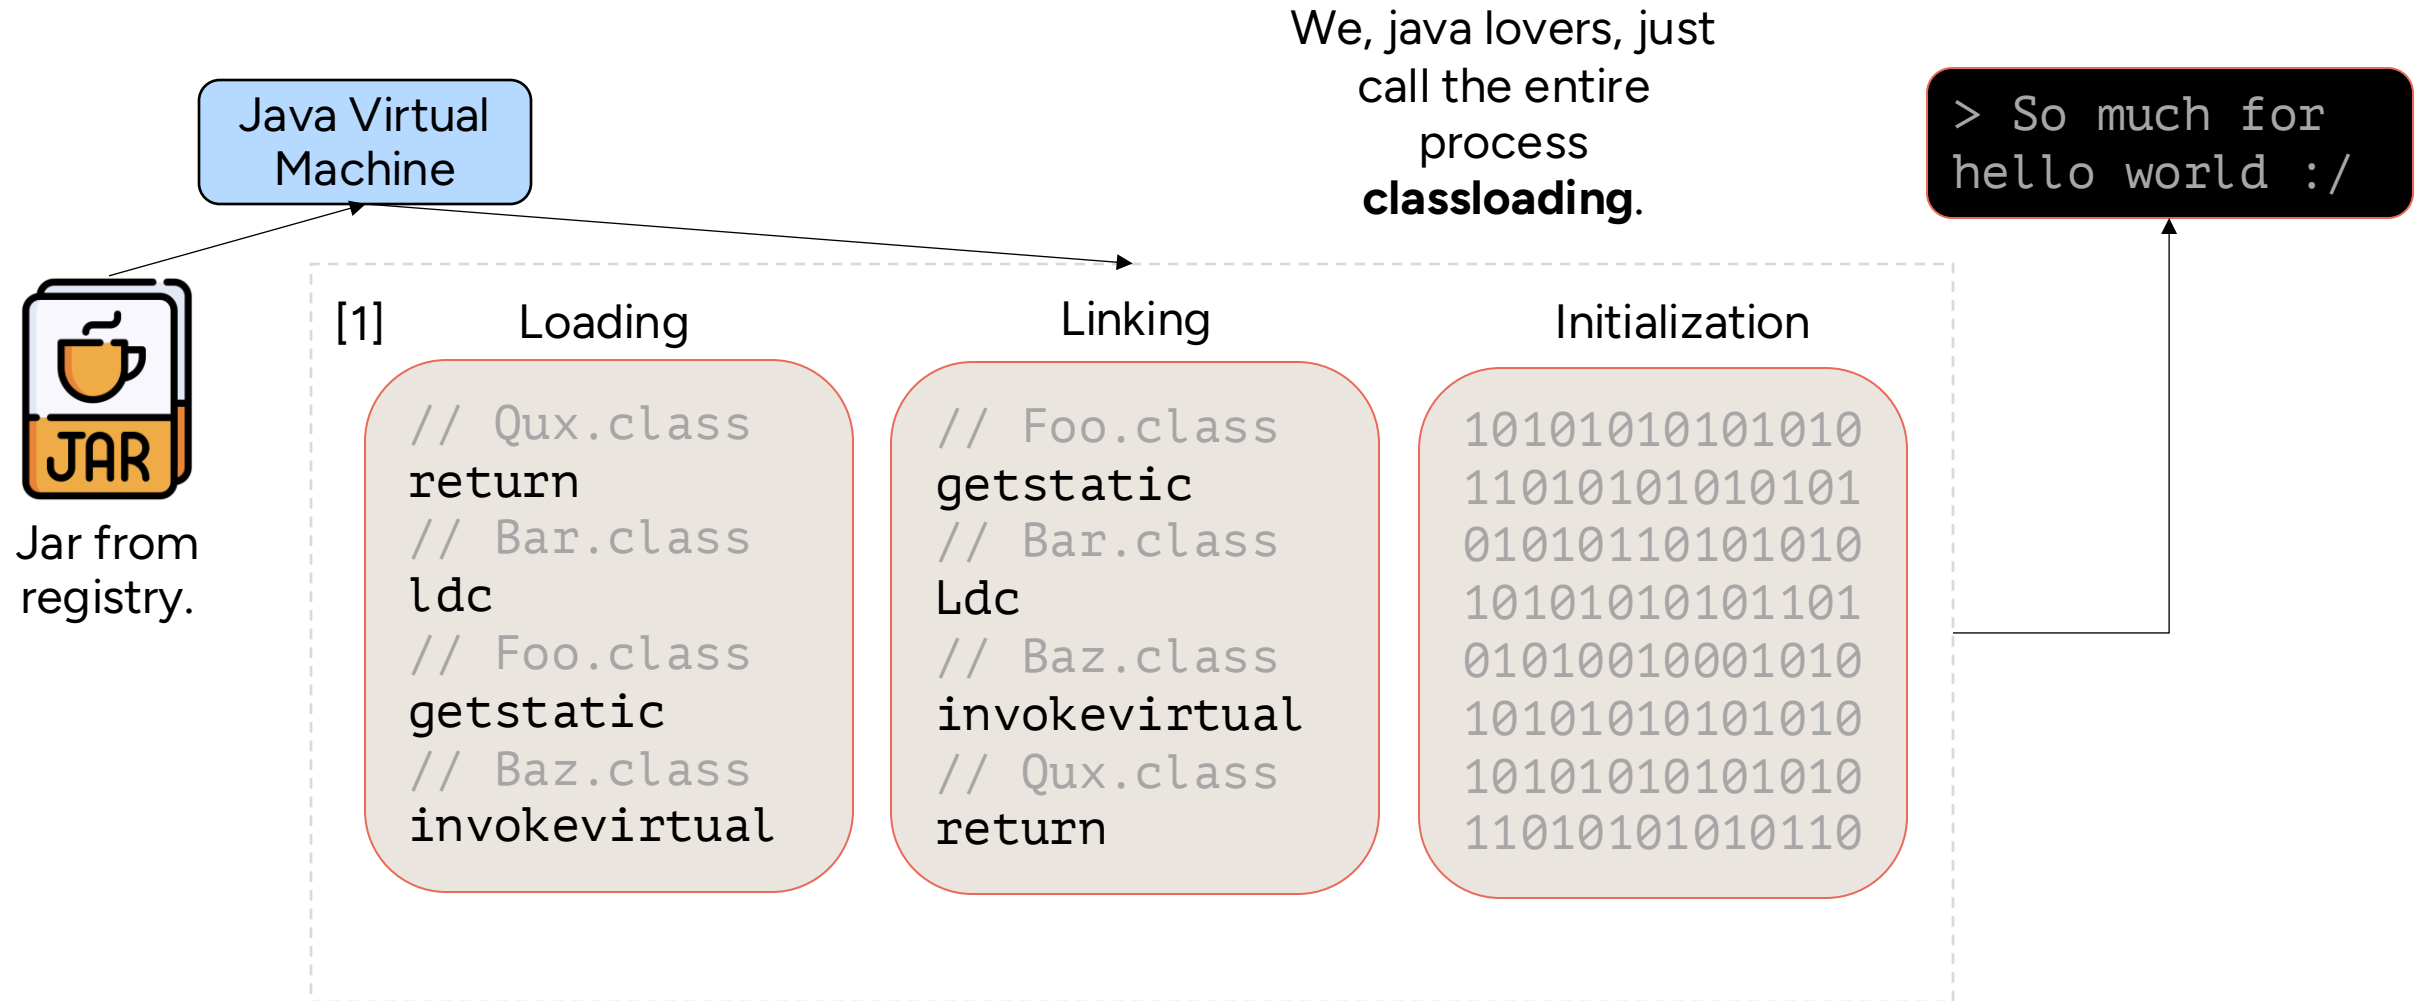 We, java lovers, just
call the entire
process
classloading.
Java Virtual
Machine
> So much for
hello world :/
JAR
Jar from
registry.
[1]
Loading
// Qux.class
return
// Bar.class
ldc
// Foo.class
getstatic
// Baz.class
invokevirtual
Linking
// Foo.class
getstatic
// Bar.class
Ldc
// Baz.class
invokevirtual
// Qux.class
return
Initialization
10101010101010
11010101010101
01010110101010
10101010101101
01010010001010
10101010101010
10101010101010
11010101010110